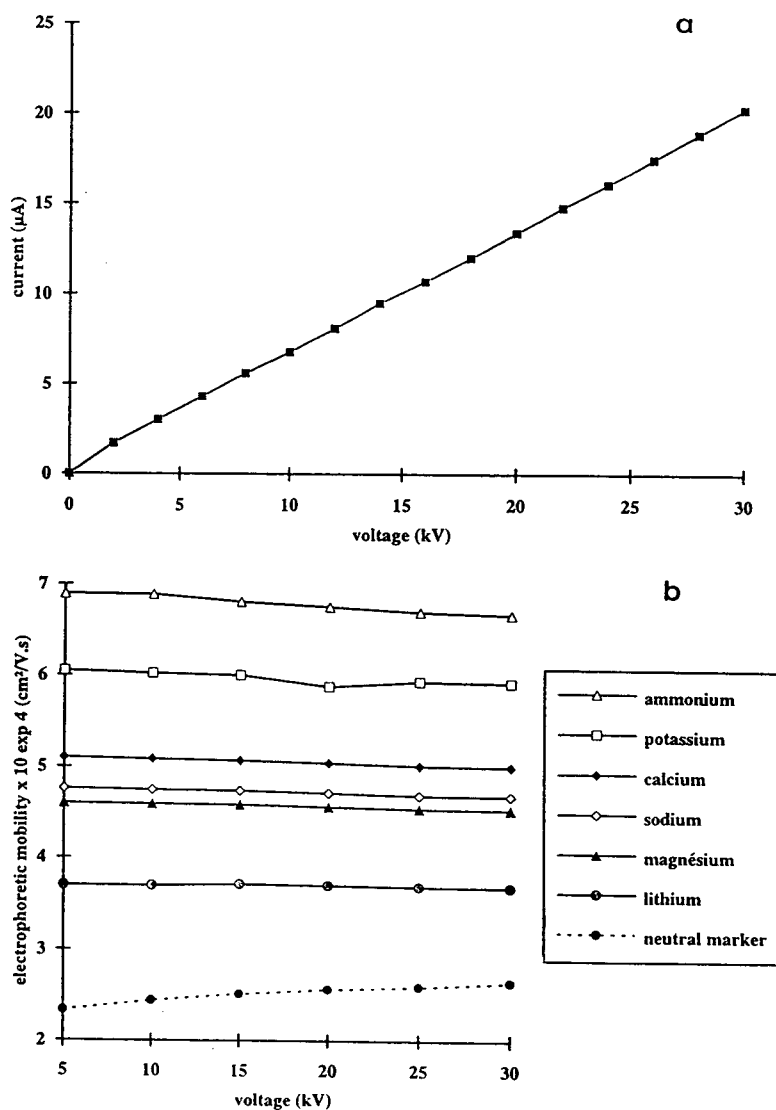 a
25
20
15
10
5
0
current (µA)
0 5 10 15 20 25 30
voltage (kV)
b
7
6
5
4
3
2
electrophoretic mobility x 10 exp 4 (cm²/V.s)
5 10 15 20 25 30
voltage (kV)
ammonium
potassium
calcium
sodium
magnésium
lithium
neutral marker